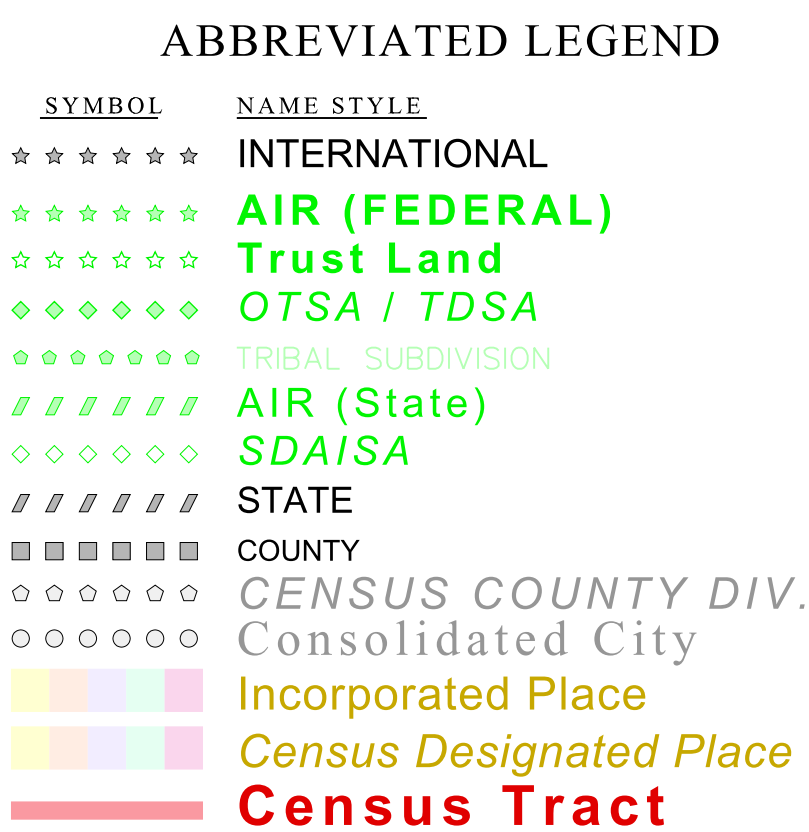 ABBREVIATED LEGEND
SYMBOL NAME STYLE
INTERNATIONAL
AIR (FEDERAL)
Trust Land
OTSA / TDSA
TRIBAL SUBDIVISION
AIR (State)
SDAISA
STATE
COUNTY
CENSUS COUNTY DIV.
Consolidated City
Incorporated Place
Census Designated Place
Census Tract